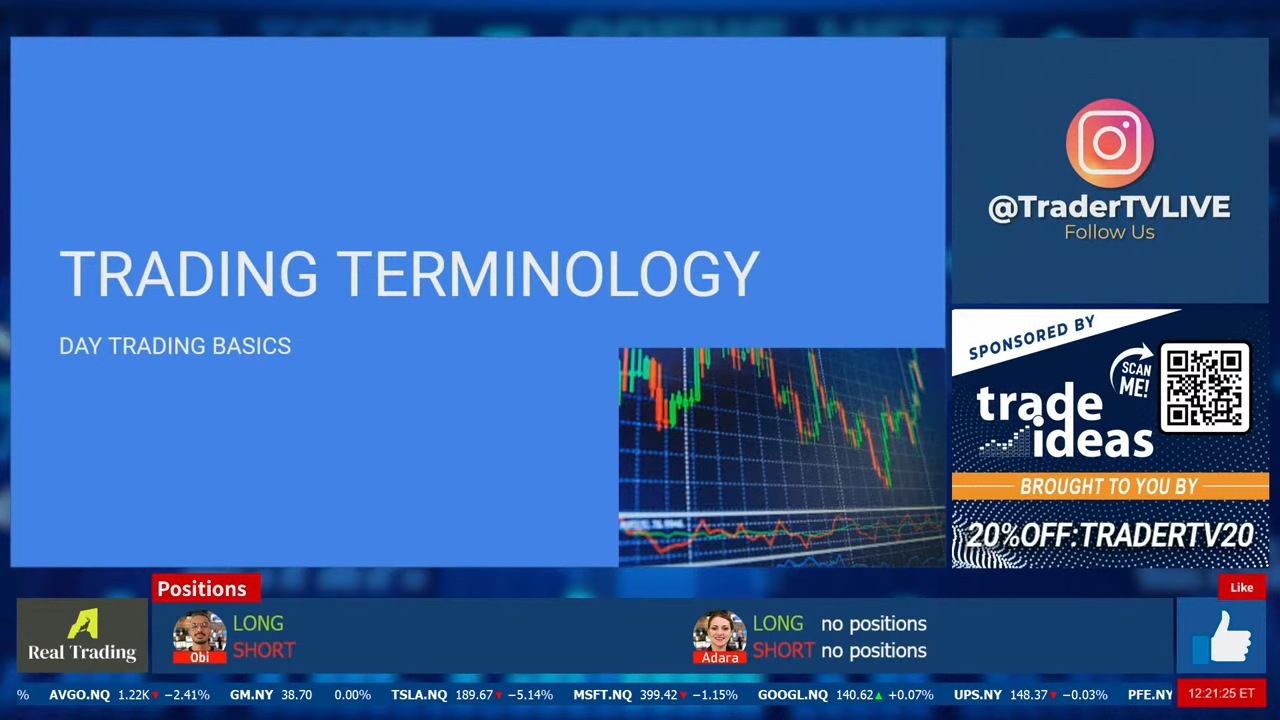 TRADING TERMINOLOGY
DAY TRADING BASICS
@TraderTVLIVE
Follow Us
SPONSORED BY
SCAN
ME!
trade
ideas
BROUGHT TO YOU BY
20%OFF:TRADERTV20
Positions
Like
Real Trading
Obi
LONG
SHORT
Adara
LONG no positions
SHORT no positions
% AVGO.NQ 1.22K▼ −2.41% GM.NY 38.70 0.00% TSLA.NQ 189.67▼ −5.14% MSFT.NQ 399.42▼ −1.15% GOOGL.NQ 140.62▲ +0.07% UPS.NY 148.37▼ −0.03% PFE.NY
12:21:25 ET